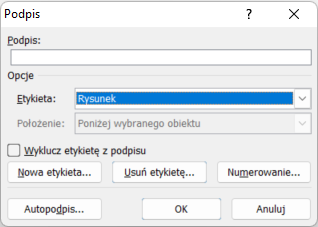 Podpis
Podpis:
Opcje
Etykieta: Rysunek
Położenie: Poniżej wybranego obiektu
Wyklucz etykietę z podpisu
Nowa etykieta... Usuń etykietę... Numerowanie...
Autopodpis... OK Anuluj